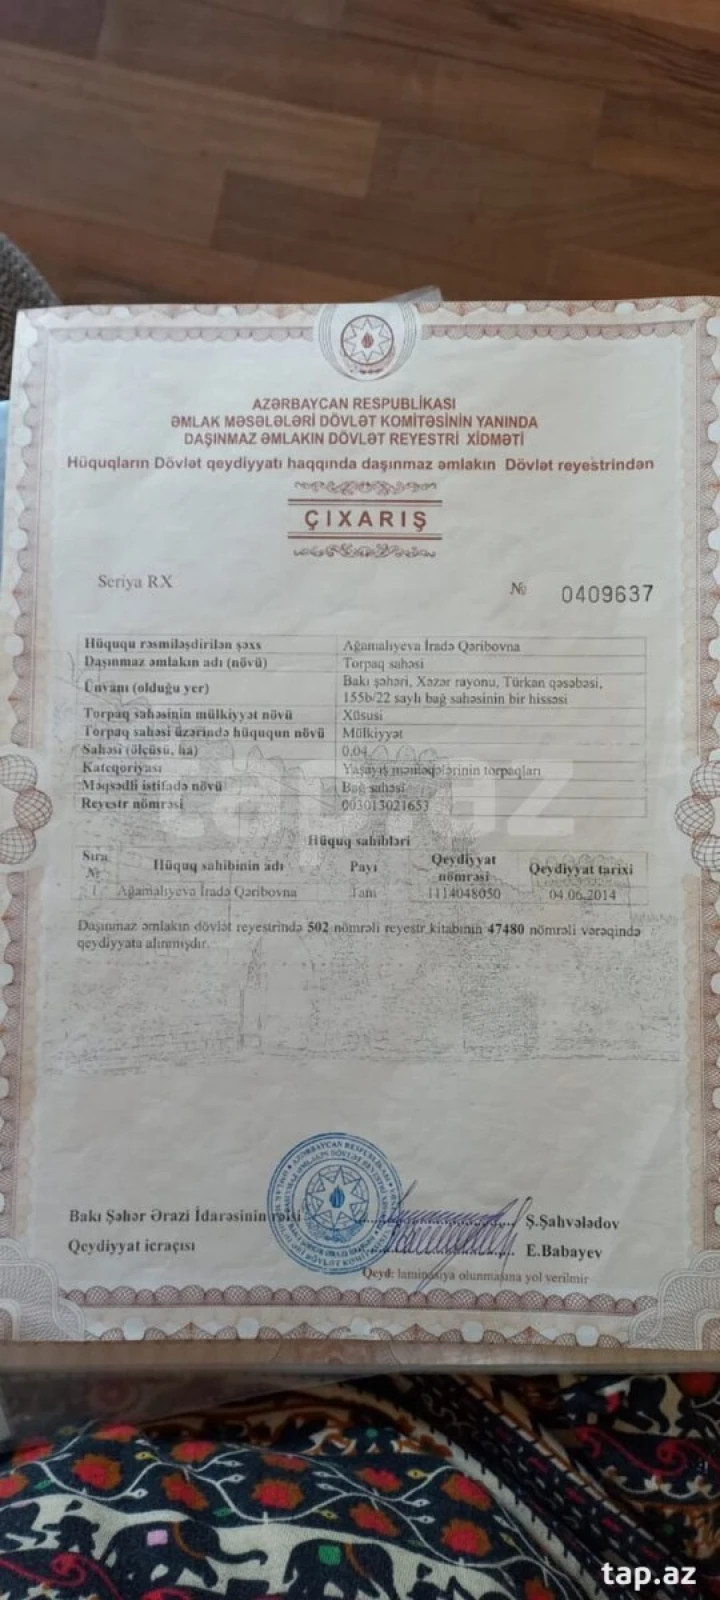 AZƏRBAYCAN RESPUBLİKASI
ƏMLAK MƏSƏLƏLƏRİ DÖVLƏT KOMİTƏSİNİN YANINDA
DAŞINMAZ ƏMLAKIN DÖVLƏT REYESTRİ XİDMƏTİ
Hüquqların Dövlət qeydiyyatı haqqında daşınmaz əmlakın Dövlət reyestrindən
ÇIXARIŞ
Seriya RX № 0409637
Hüququ rəsmiləşdirilən şəxs Ağamalıyeva İradə Qəribovna
Daşınmaz əmlakın adı (növü) Torpaq sahəsi
Ünvanı (olduğu yer) Bakı şəhəri, Xəzər rayonu, Türkan qəsəbəsi,
155b/22 saylı bağ sahəsinin bir hissəsi
Torpaq sahəsinin mülkiyyət növü Xüsusi
Torpaq sahəsi üzərində hüququn növü Mülkiyyət
Sahəsi (ölçüsü, ha) 0,04
Kateqoriyası Yaşayış məntəqələrinin torpaqları
Məqsədli istifadə növü Bağ sahəsi
Reyestr nömrəsi 003013021653
Hüquq sahibləri
Sıra № Hüquq sahibinin adı Payı Qeydiyyat nömrəsi Qeydiyyat tarixi
1 Ağamalıyeva İradə Qəribovna Tam 1114048050 04.06.2014
Daşınmaz əmlakın dövlət reyestrində 502 nömrəli reyestr kitabının 47480 nömrəli vərəqində
qeydiyyata alınmışdır.
Bakı Şəhər Ərazi İdarəsinin rəisi Ş.Şahvələdov
Qeydiyyat icraçısı E.Babayev
Qeyd: laminasiya olunmasına yol verilmir
tap.az
tap.az